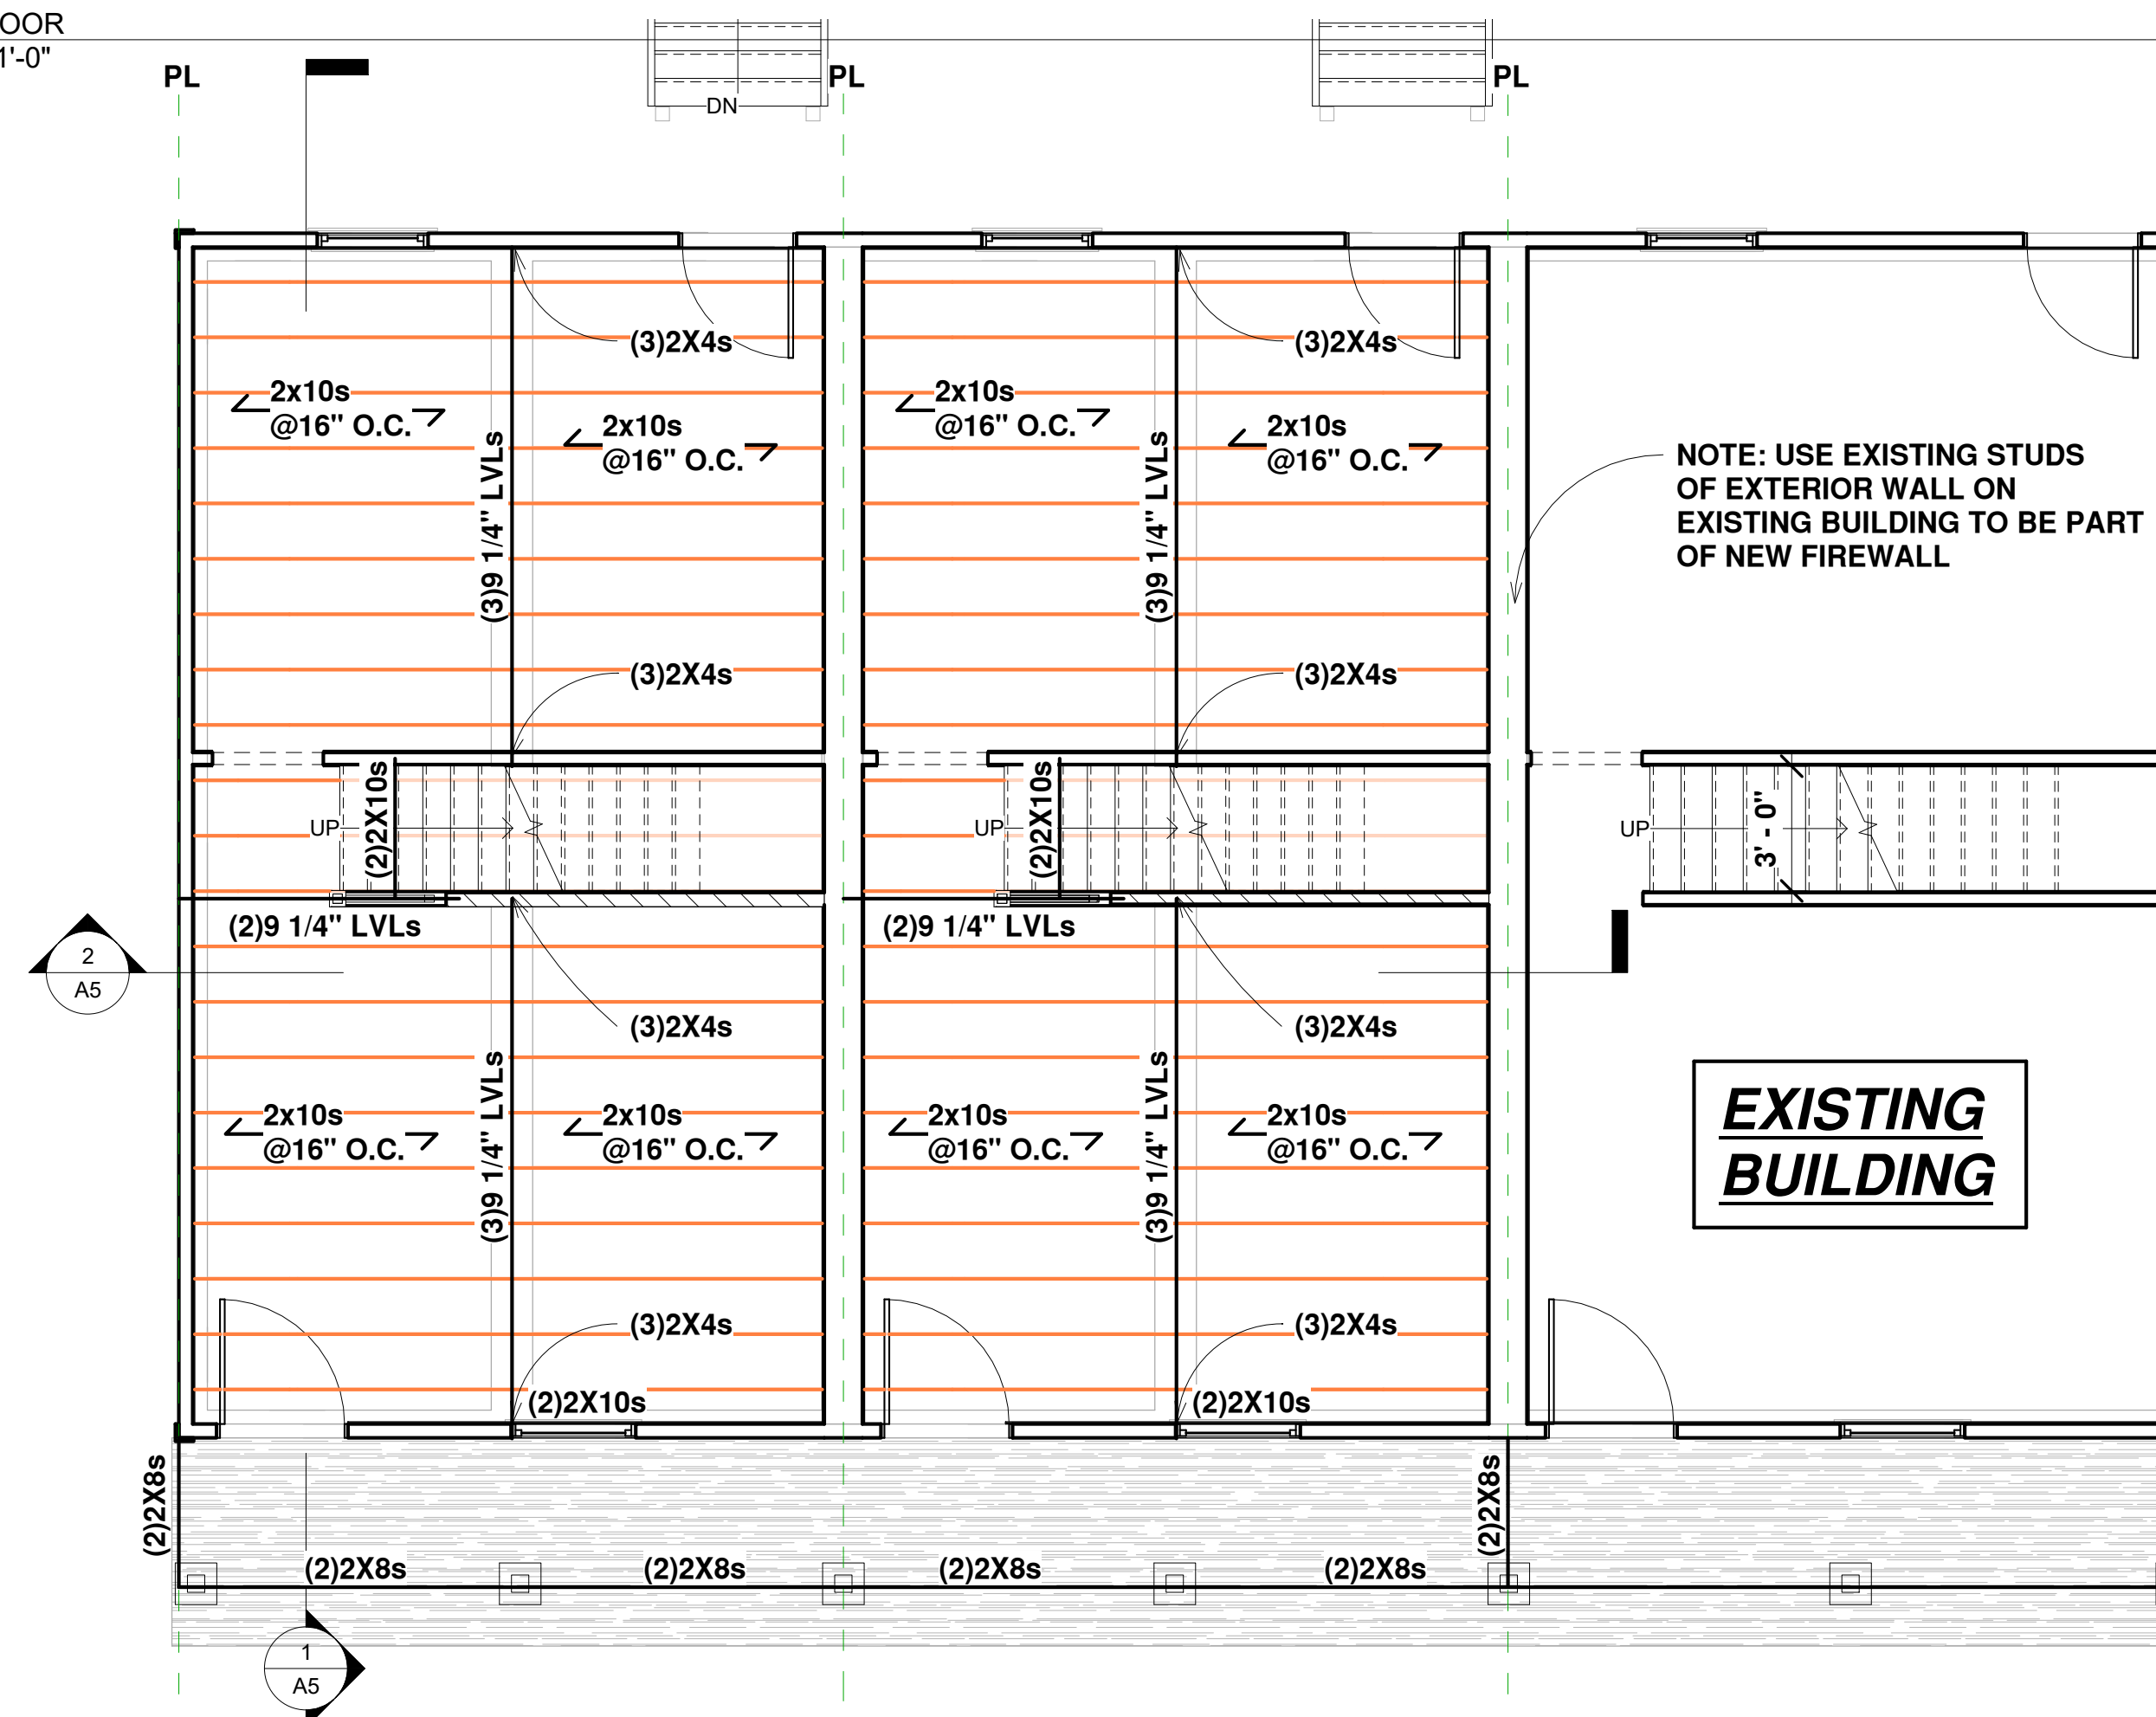 OOR
1'-0"
PL
PL
PL
DN
(3)2X4s
(3)2X4s
2x10s
@16" O.C.
2x10s
@16" O.C.
2x10s
@16" O.C.
2x10s
@16" O.C.
(3)9 1/4" LVLs
(3)9 1/4" LVLs
NOTE: USE EXISTING STUDS
OF EXTERIOR WALL ON
EXISTING BUILDING TO BE PART
OF NEW FIREWALL
(3)2X4s
(3)2X4s
UP
(2)2X10s
UP
(2)2X10s
UP
3' - 0"
(2)9 1/4" LVLs
(2)9 1/4" LVLs
2
A5
(3)2X4s
(3)2X4s
2x10s
@16" O.C.
(3)9 1/4" LVLs
2x10s
@16" O.C.
2x10s
@16" O.C.
(3)9 1/4" LVLs
2x10s
@16" O.C.
EXISTING
BUILDING
(3)2X4s
(3)2X4s
(2)2X10s
(2)2X10s
(2)2X8s
(2)2X8s
(2)2X8s
(2)2X8s
(2)2X8s
(2)2X8s
1
A5